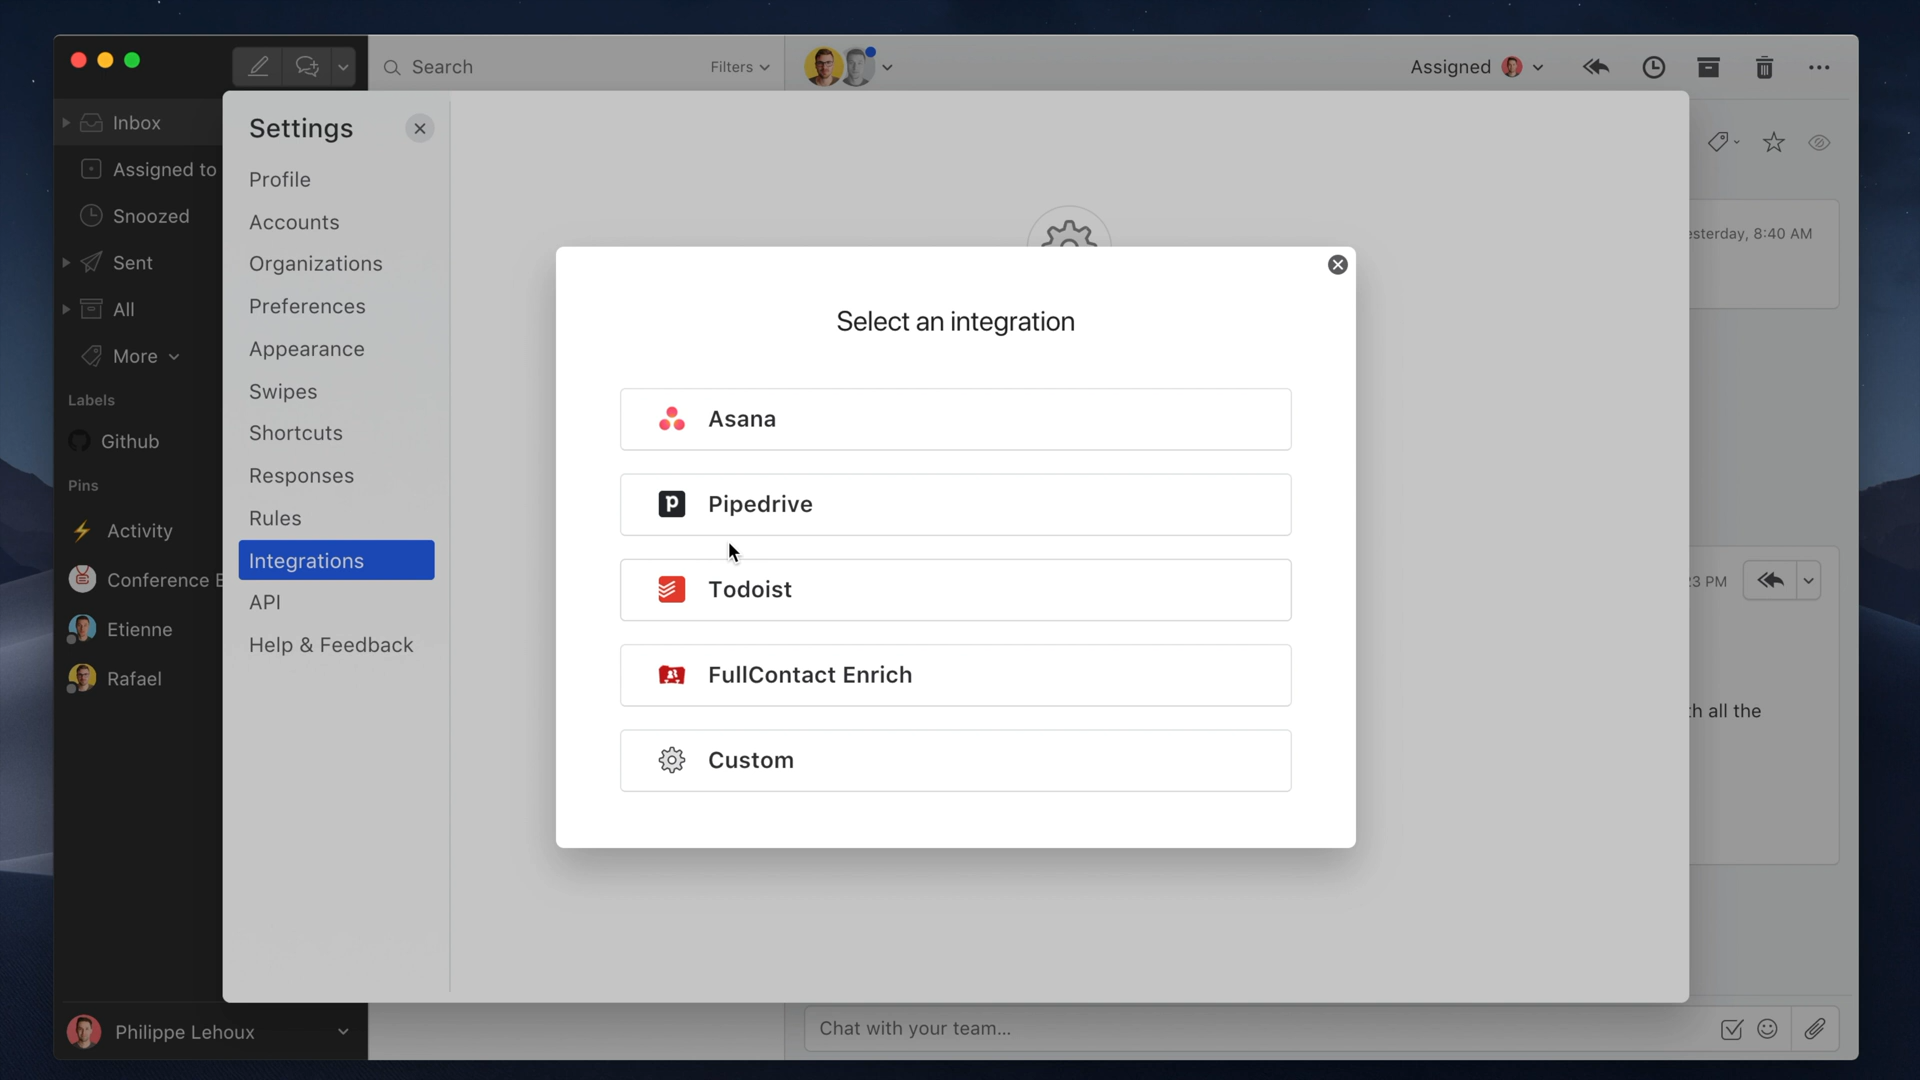 Search
Filters
Assigned
Inbox
Assigned to
Snoozed
Sent
All
More
Labels
Github
Pins
Activity
Conference
Etienne
Rafael
Philippe Lehoux
Settings
Profile
Accounts
Organizations
Preferences
Appearance
Swipes
Shortcuts
Responses
Rules
Integrations
API
Help & Feedback
Select an integration
Asana
Pipedrive
Todoist
FullContact Enrich
Custom
esterday, 8:40 AM
23 PM
th all the
Chat with your team...